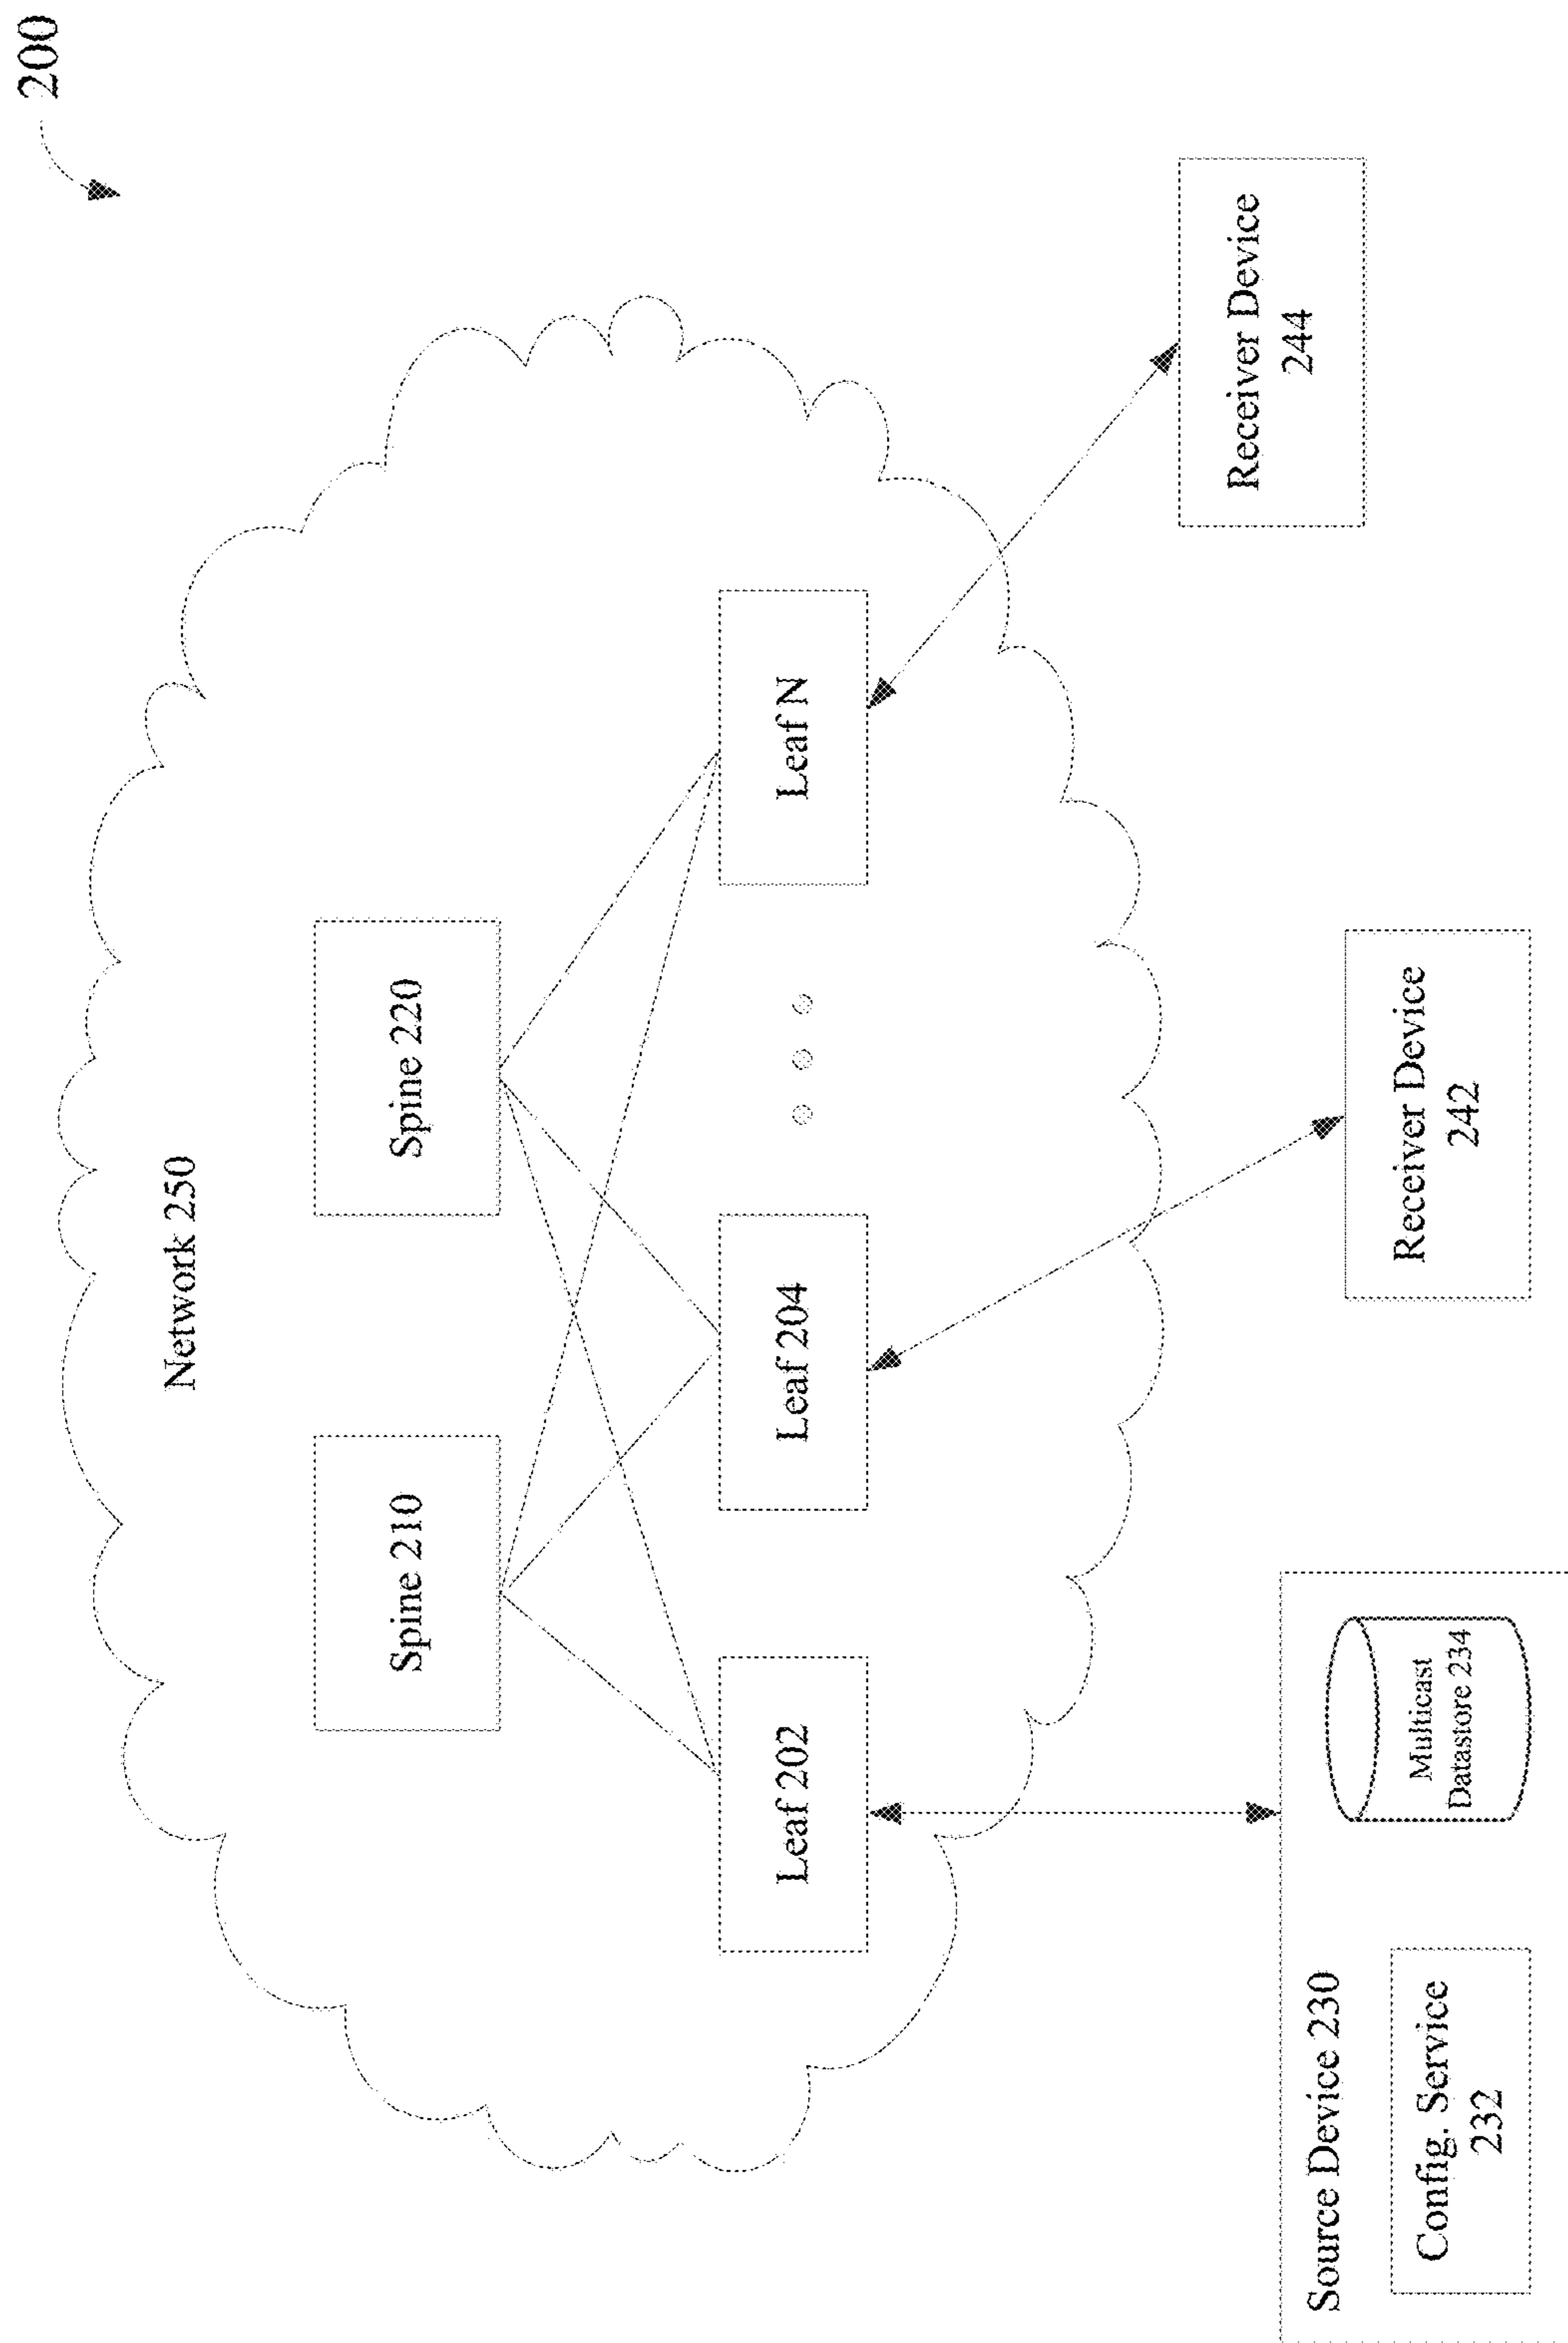 200
Network 250
Spine 210
Spine 220
Leaf 202
Leaf 204
Leaf N
Source Device 230
Config. Service
232
Multicast
Datastore 234
Receiver Device
242
Receiver Device
244